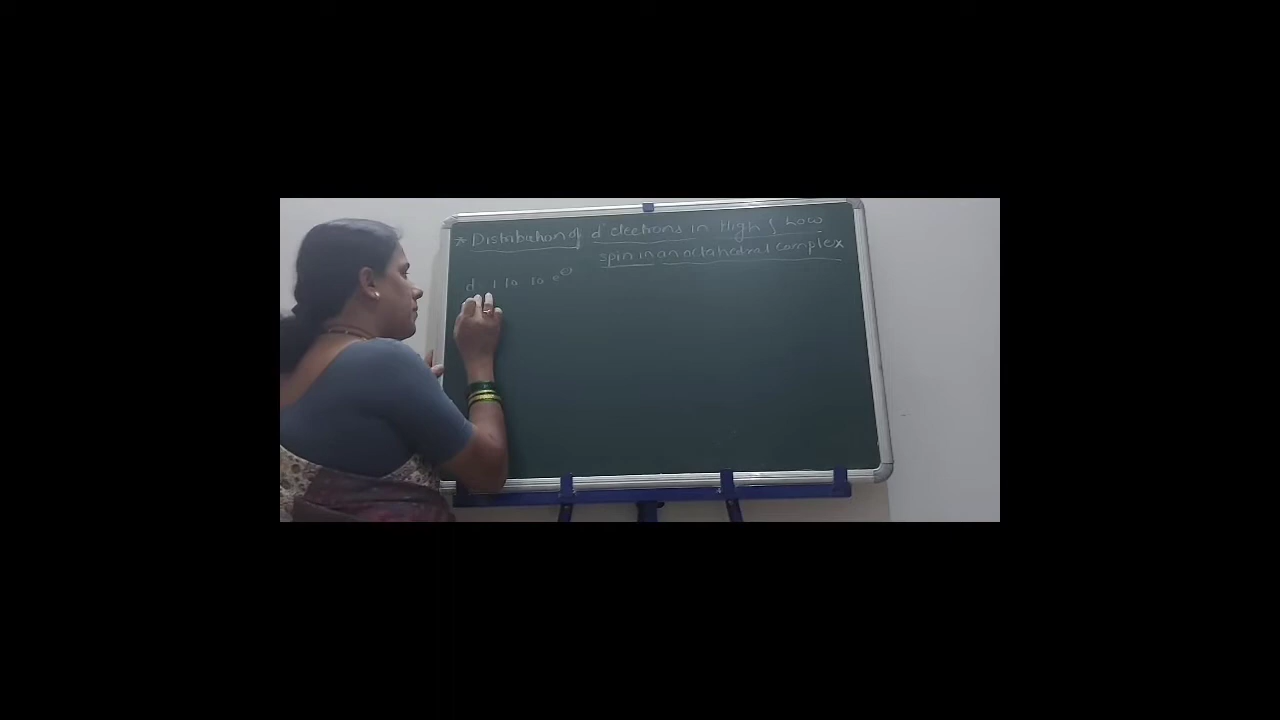 * Distribution of d electrons in High & Low
spin in an octahedral complex
d 1 to 10 e⊖